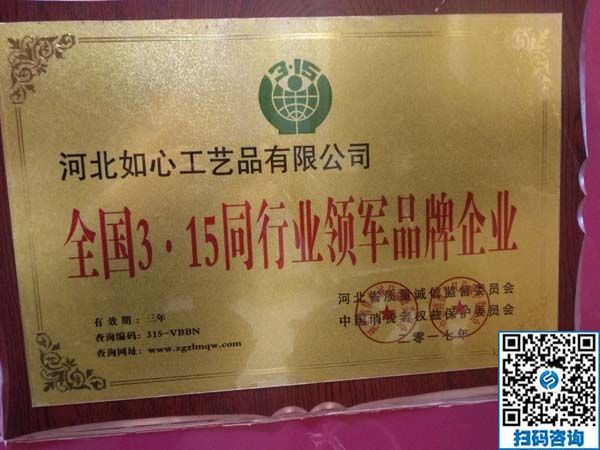 3·15
河北如心工艺品有限公司
全国3·15同行业领军品牌企业
河北省质量诚信监督委员会
中国消费者权益保护委员会
二零一七年
有效期:三年
查询编码:315-VBBN
查询网址:www.zgzlmqw.com
扫码咨询